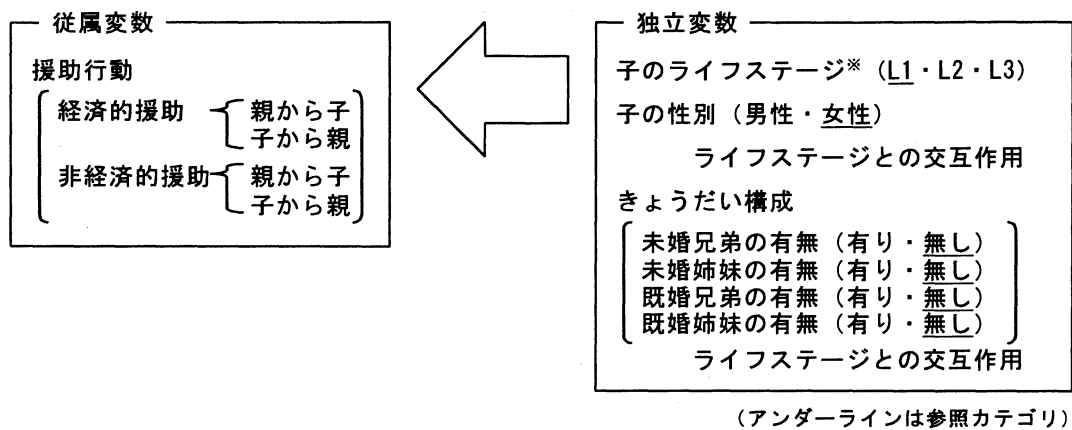 従属変数
援助行動
経済的援助 親から子
子から親
非経済的援助 親から子
子から親
独立変数
子のライフステージ※（L1・L2・L3）
子の性別（男性・女性）
ライフステージとの交互作用
きょうだい構成
未婚兄弟の有無（有り・無し）
未婚姉妹の有無（有り・無し）
既婚兄弟の有無（有り・無し）
既婚姉妹の有無（有り・無し）
ライフステージとの交互作用
（アンダーラインは参照カテゴリ）